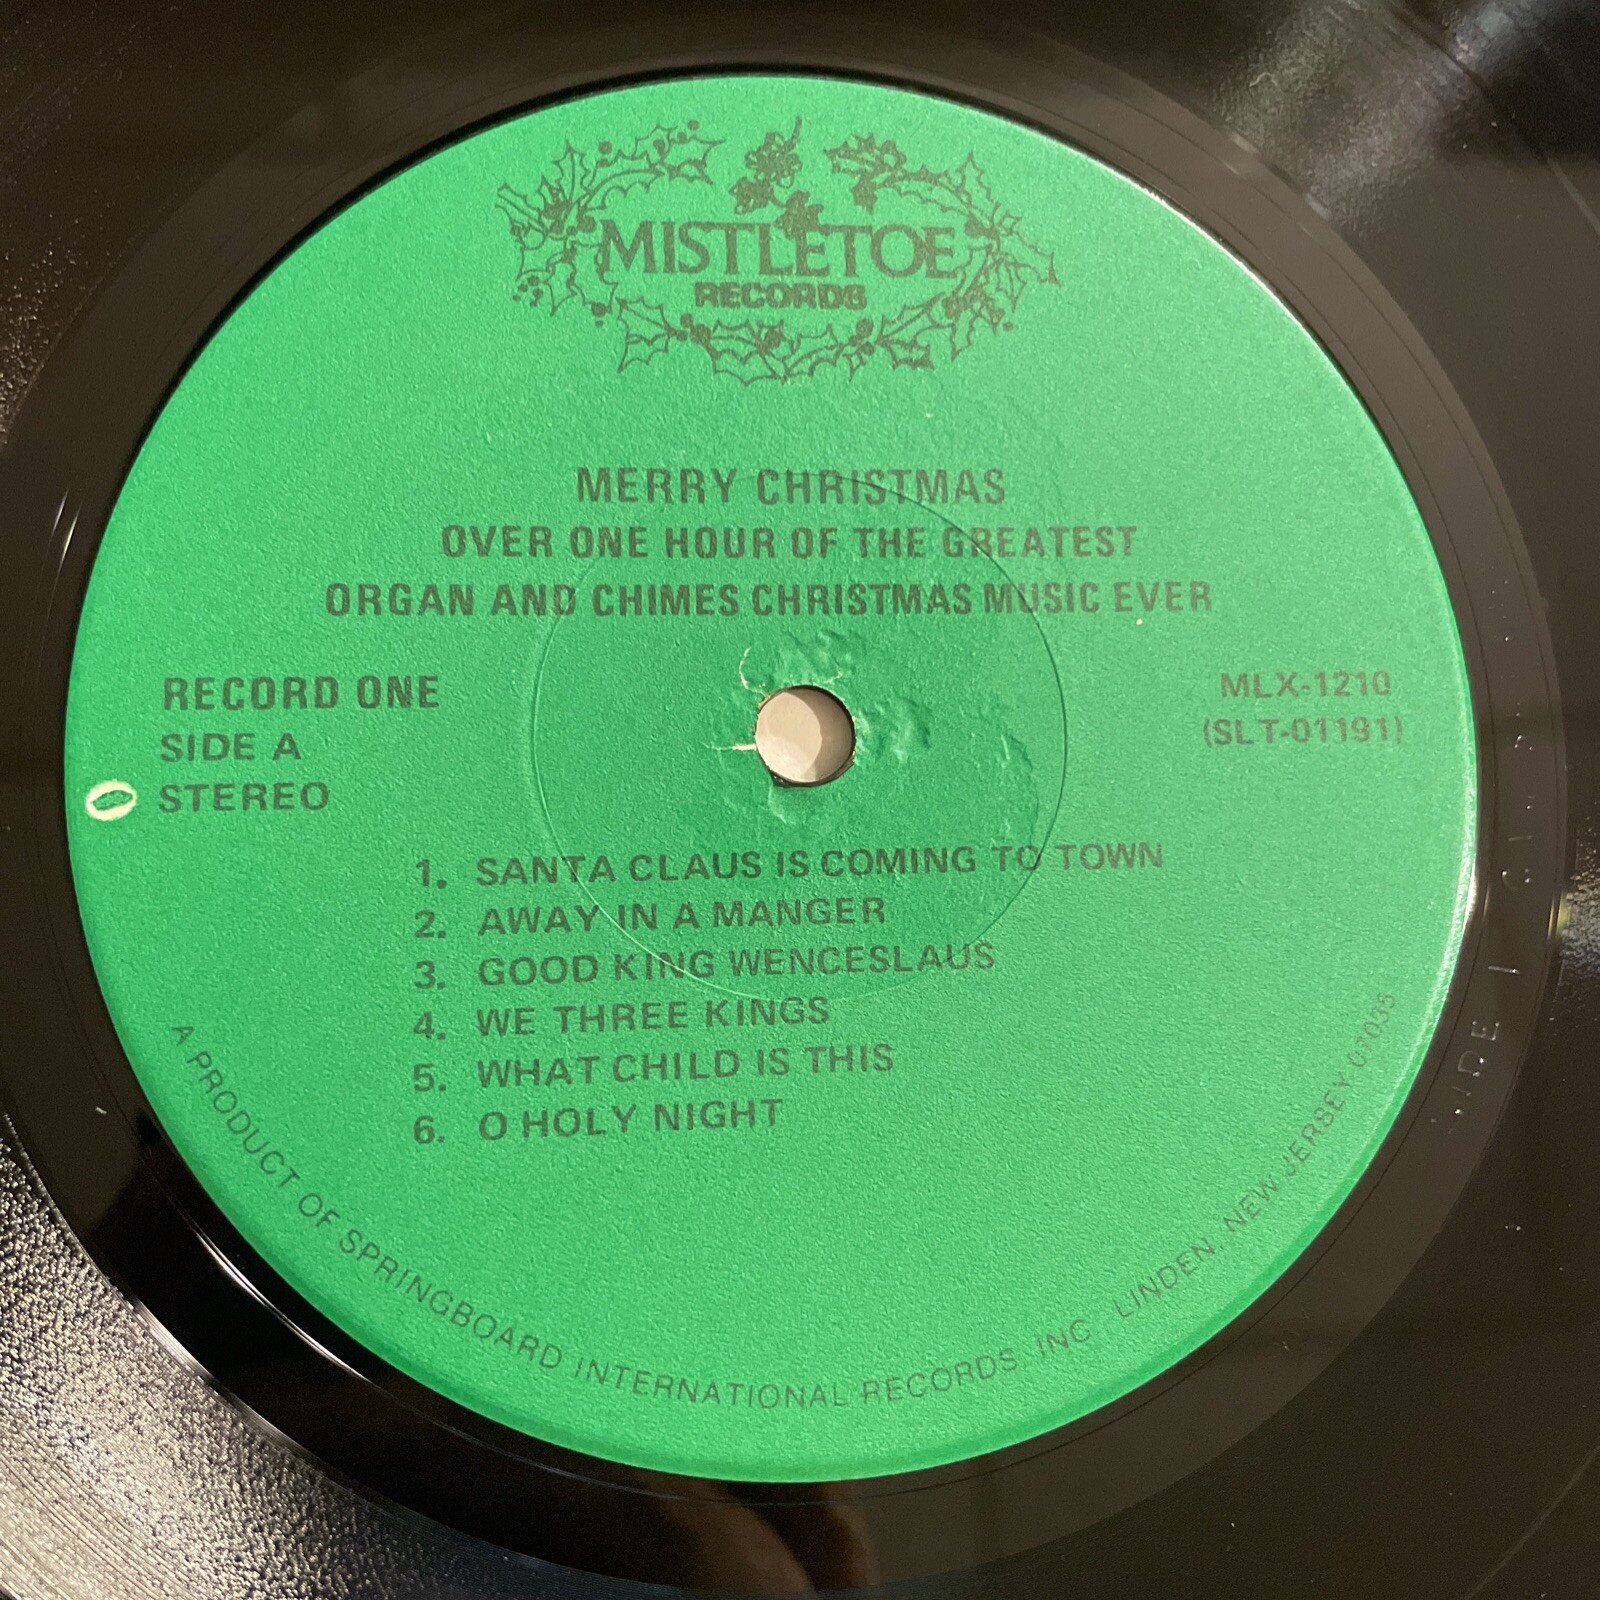 MISTLETOE
RECORDS
MERRY CHRISTMAS
OVER ONE HOUR OF THE GREATEST
ORGAN AND CHIMES CHRISTMAS MUSIC EVER
RECORD ONE
SIDE A
STEREO
MLX-1210
(SLT-01191)
1. SANTA CLAUS IS COMING TO TOWN
2. AWAY IN A MANGER
3. GOOD KING WENCESLAUS
4. WE THREE KINGS
5. WHAT CHILD IS THIS
6. O HOLY NIGHT
A PRODUCT OF SPRINGBOARD INTERNATIONAL RECORDS, INC. LINDEN, NEW JERSEY 07035